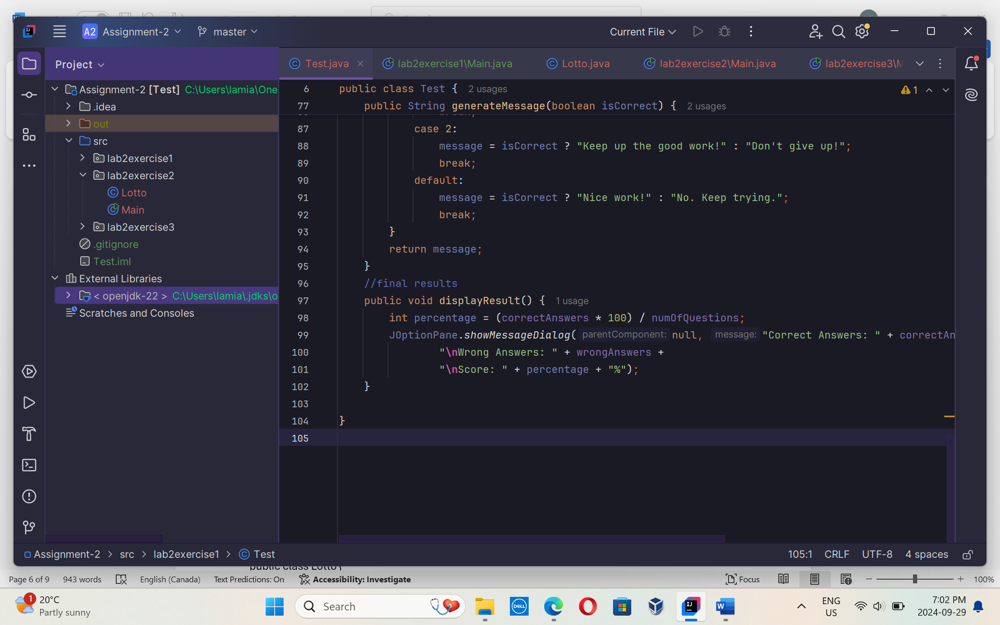 A2 Assignment-2 master Current File
Project
Test.java lab2exercise1\Main.java Lotto.java lab2exercise2\Main.java lab2exercise3\M
Assignment-2 [Test] C:\Users\lamia\One
.idea
out
src
lab2exercise1
lab2exercise2
Lotto
Main
lab2exercise3
.gitignore
Test.iml
External Libraries
< openjdk-22 > C:\Users\lamia\.jdks\o
Scratches and Consoles
1
6 public class Test { 2 usages
77 public String generateMessage(boolean isCorrect) { 2 usages
87 case 2:
88 message = isCorrect ? "Keep up the good work!" : "Don't give up!";
89 break;
90 default:
91 message = isCorrect ? "Nice work!" : "No. Keep trying.";
92 break;
93 }
94 return message;
95 }
96 //final results
97 public void displayResult() { 1 usage
98 int percentage = (correctAnswers * 100) / numOfQuestions;
99 JOptionPane.showMessageDialog( parentComponent: null, message: "Correct Answers: " + correctAn
100 "\nWrong Answers: " + wrongAnswers +
101 "\nScore: " + percentage + "%");
102 }
103
104 }
105
Assignment-2 > src > lab2exercise1 > Test
105:1 CRLF UTF-8 4 spaces
public class Lotto{
Page 6 of 9 943 words English (Canada) Text Predictions: On Accessibility: Investigate Focus 100%
1 20°C
Partly sunny
Search
DELL
ENG
US
7:02 PM
2024-09-29